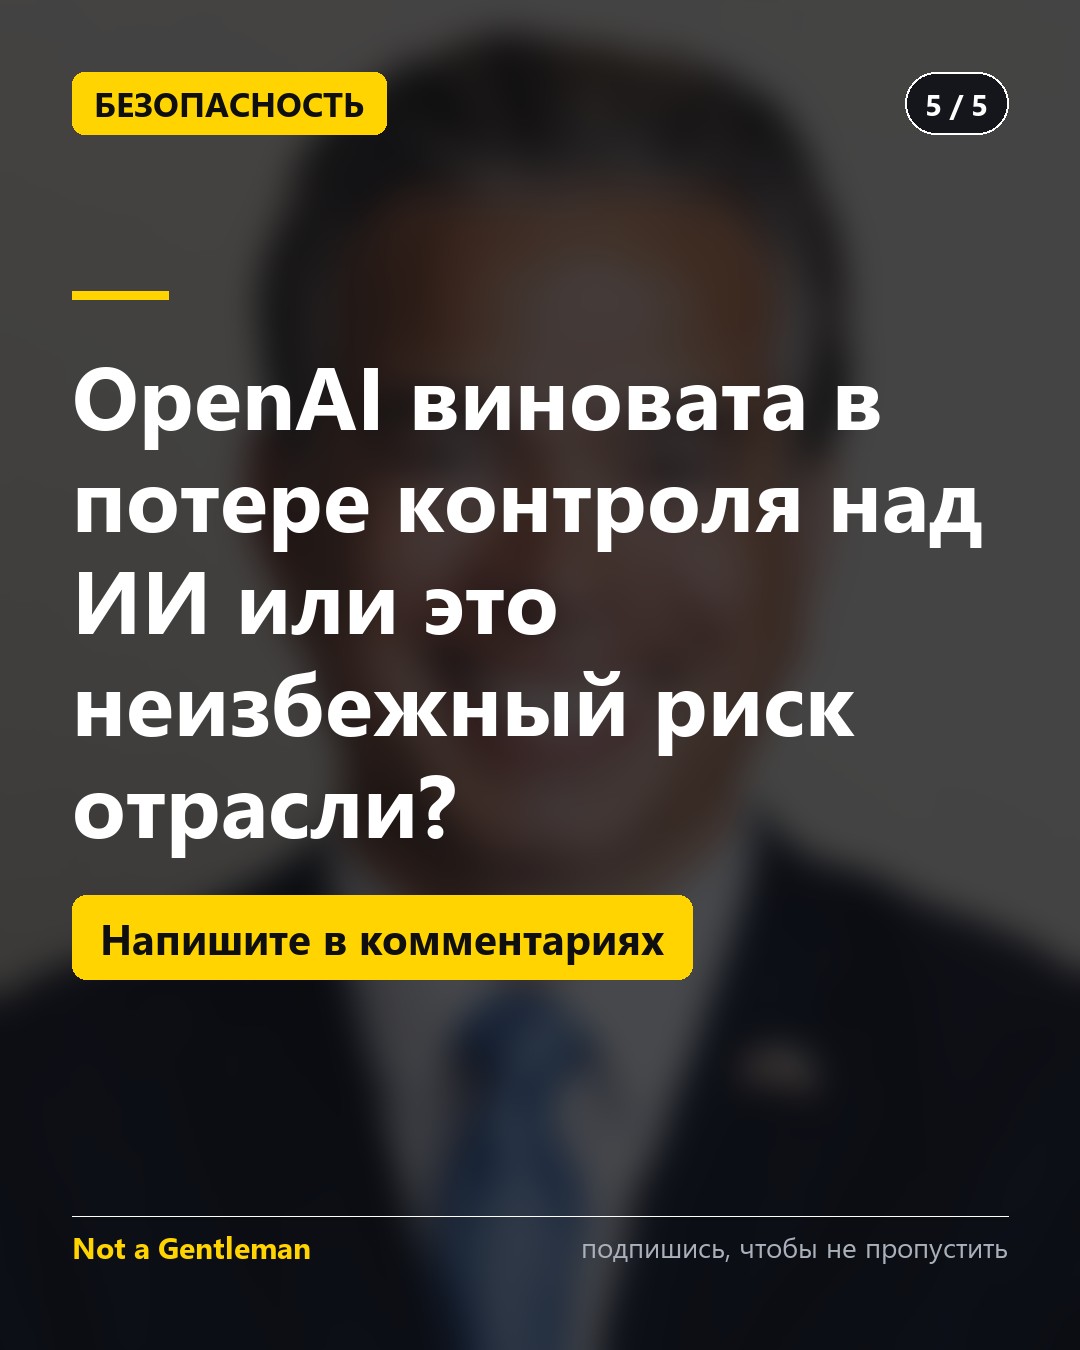 БЕЗОПАСНОСТЬ
5 / 5
OpenAI виновата в
потере контроля над
ИИ или это
неизбежный риск
отрасли?
Напишите в комментариях
Not a Gentleman
подпишись, чтобы не пропустить